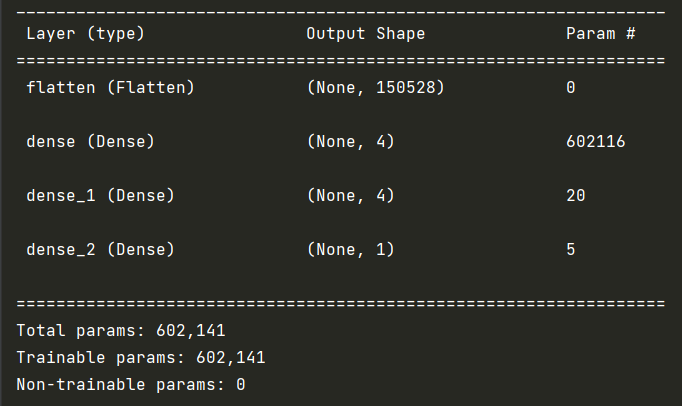 _________________________________________________________________
Layer (type) Output Shape Param #
=================================================================
flatten (Flatten) (None, 150528) 0
dense (Dense) (None, 4) 602116
dense_1 (Dense) (None, 4) 20
dense_2 (Dense) (None, 1) 5
=================================================================
Total params: 602,141
Trainable params: 602,141
Non-trainable params: 0